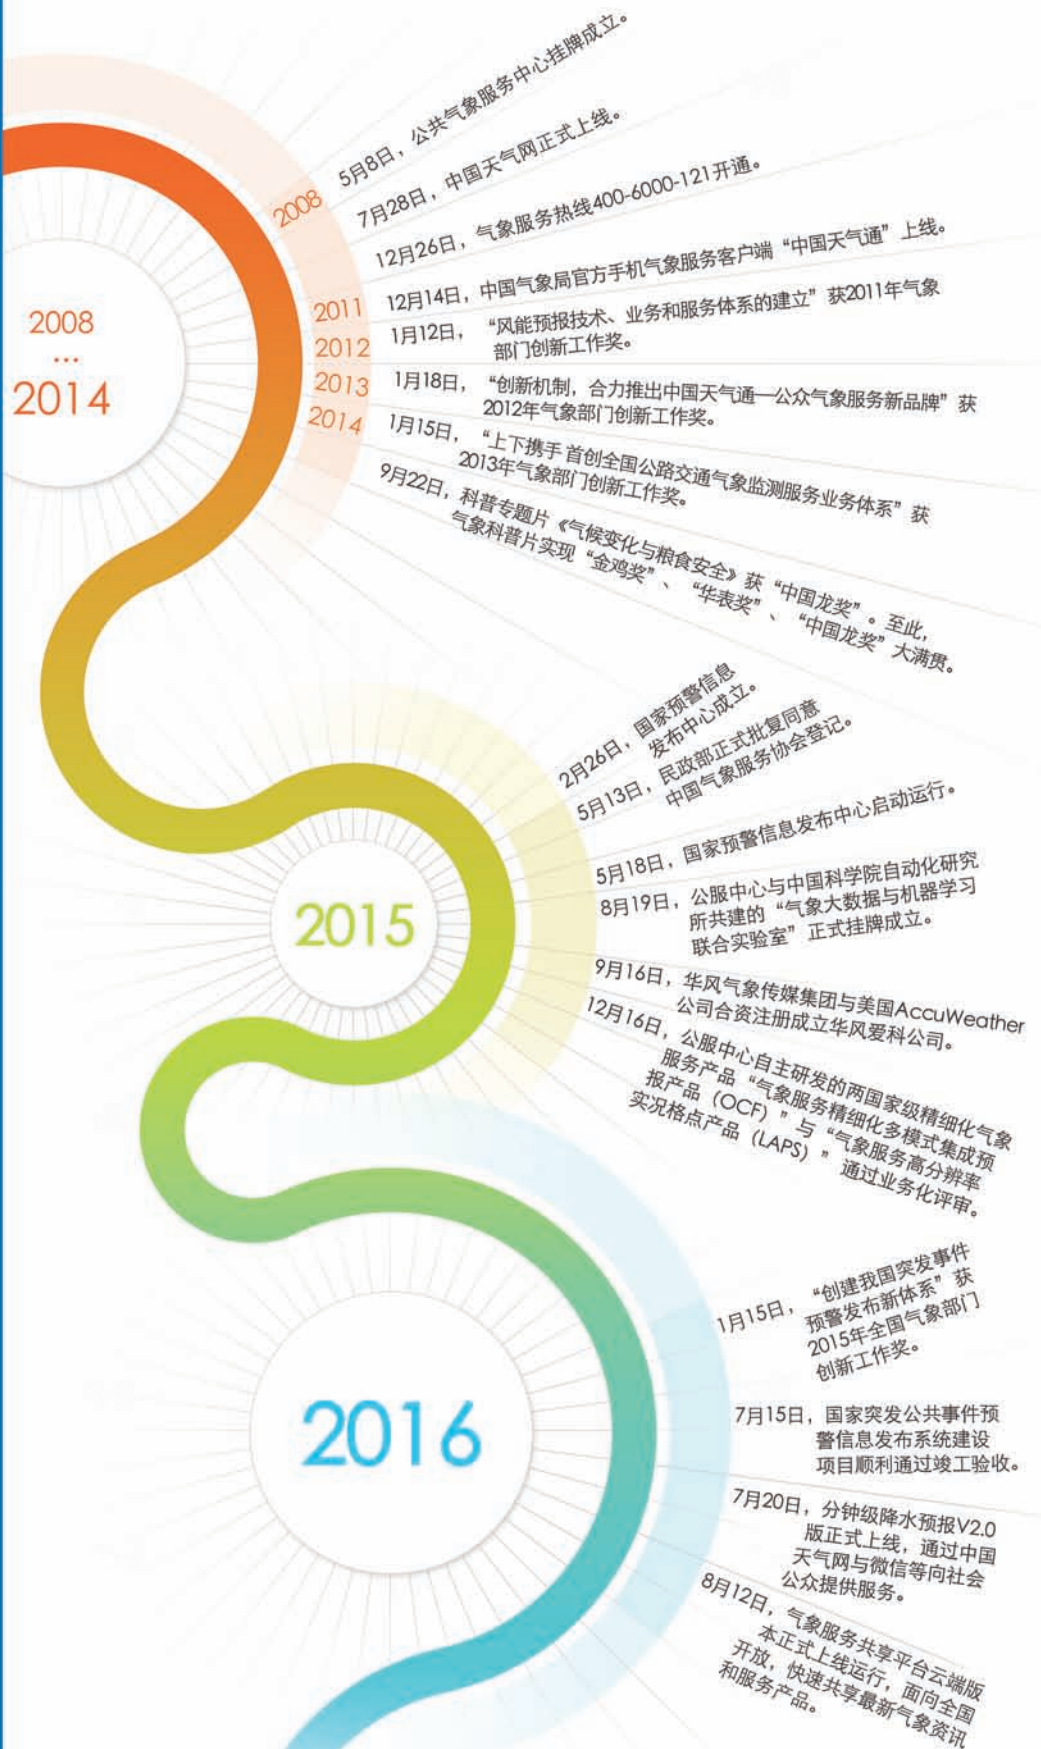 2008
...
2014
2008
5月8日，公共气象服务中心挂牌成立。
7月28日，中国天气网正式上线。
12月26日，气象服务热线400-6000-121开通。
2011
12月14日，中国气象局官方手机气象服务客户端“中国天气通”上线。
2012
1月12日，“风能预报技术、业务和服务体系的建立”获2011年气象
部门创新工作奖。
2013
1月18日，“创新机制，合力推出中国天气通—公众气象服务新品牌”获
2012年气象部门创新工作奖。
2014
1月15日，“上下携手 首创全国公路交通气象监测服务业务体系”获
2013年气象部门创新工作奖。
9月22日，科普专题片《气候变化与粮食安全》获“中国龙奖”。至此，
气象科普片实现“金鸡奖”、“华表奖”、“中国龙奖”大满贯。
2015
2月26日，国家预警信息
发布中心成立。
5月13日，民政部正式批复同意
中国气象服务协会登记。
5月18日，国家预警信息发布中心启动运行。
8月19日，公服中心与中国科学院自动化研究
所共建的“气象大数据与机器学习
联合实验室”正式挂牌成立。
9月16日，华风气象传媒集团与美国AccuWeather
公司合资注册成立华风爱科公司。
12月16日，公服中心自主研发的两国家级精细化气象
服务产品“气象服务精细化多模式集成预
报产品（OCF）”与“气象服务高分辨率
实况格点产品（LAPS）”通过业务化评审。
2016
1月15日，“创建我国突发事件
预警发布新体系”获
2015年全国气象部门
创新工作奖。
7月15日，国家突发公共事件预
警信息发布系统建设
项目顺利通过竣工验收。
7月20日，分钟级降水预报V2.0
版正式上线，通过中国
天气网与微信等向社会
公众提供服务。
8月12日，气象服务共享平台云端版
本正式上线运行，面向全国
开放，快速共享最新气象资讯
和服务产品。